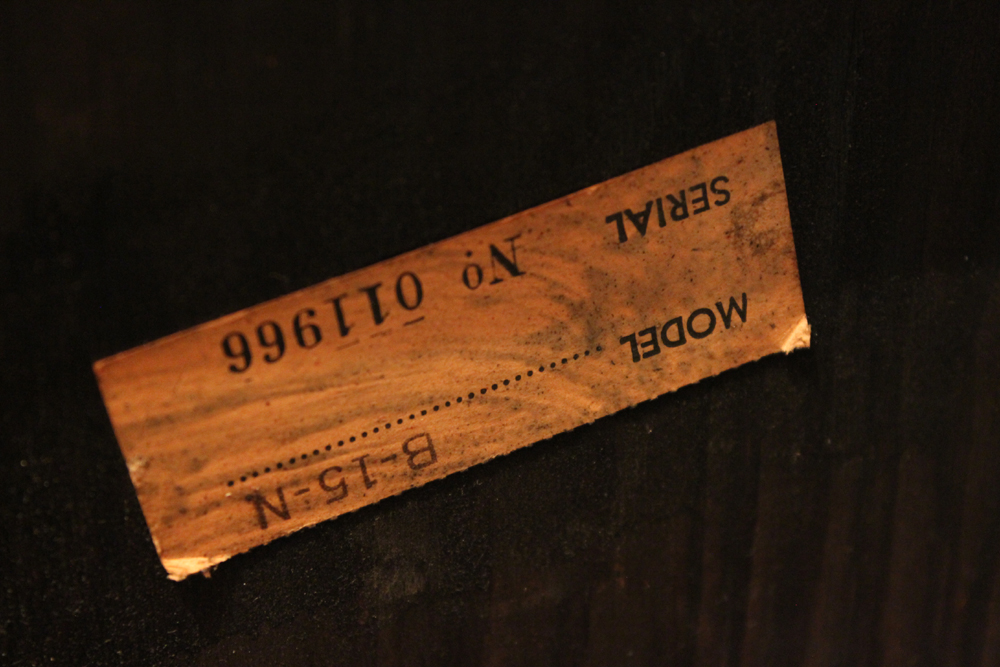 MODEL B-15-N
SERIAL No 011966